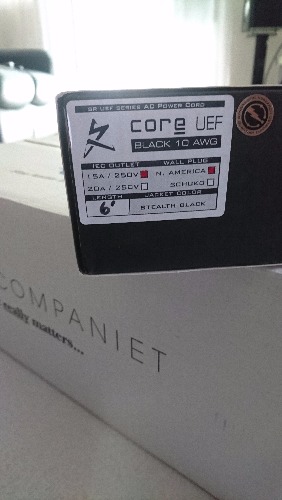 SR UEF SERIES AC POWER CORD
core UEF
BLACK 10 AWG
IEC OUTLET
WALL PLUG
15A / 250V
N. AMERICA
20A / 250V
SCHUKO
LENGTH
JACKET COLOR
6'
STEALTH BLACK
COMPANIET
really matters...